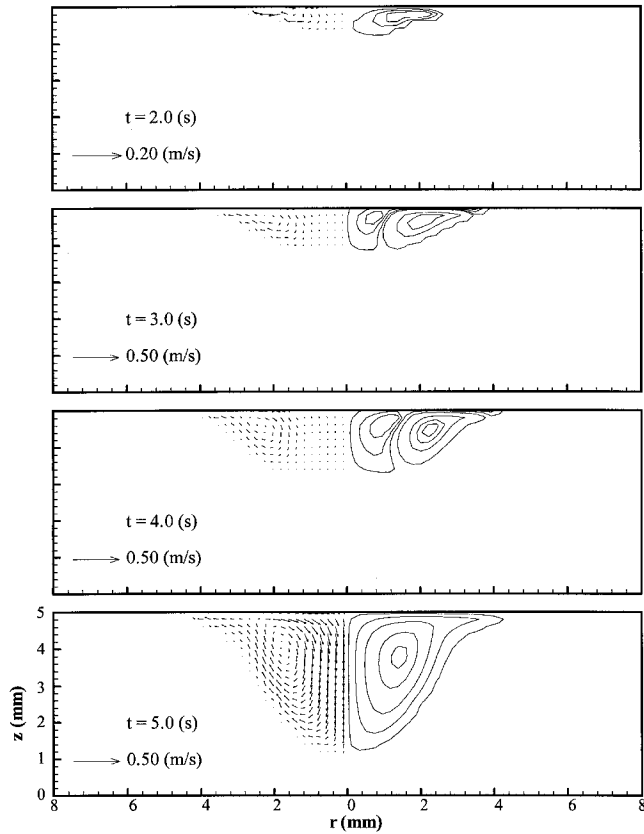 t = 2.0 (s)
0.20 (m/s)
t = 3.0 (s)
0.50 (m/s)
t = 4.0 (s)
0.50 (m/s)
5
4
3
2
1
0
z (mm)
t = 5.0 (s)
0.50 (m/s)
8 6 4 2 0 2 4 6 8
r (mm)